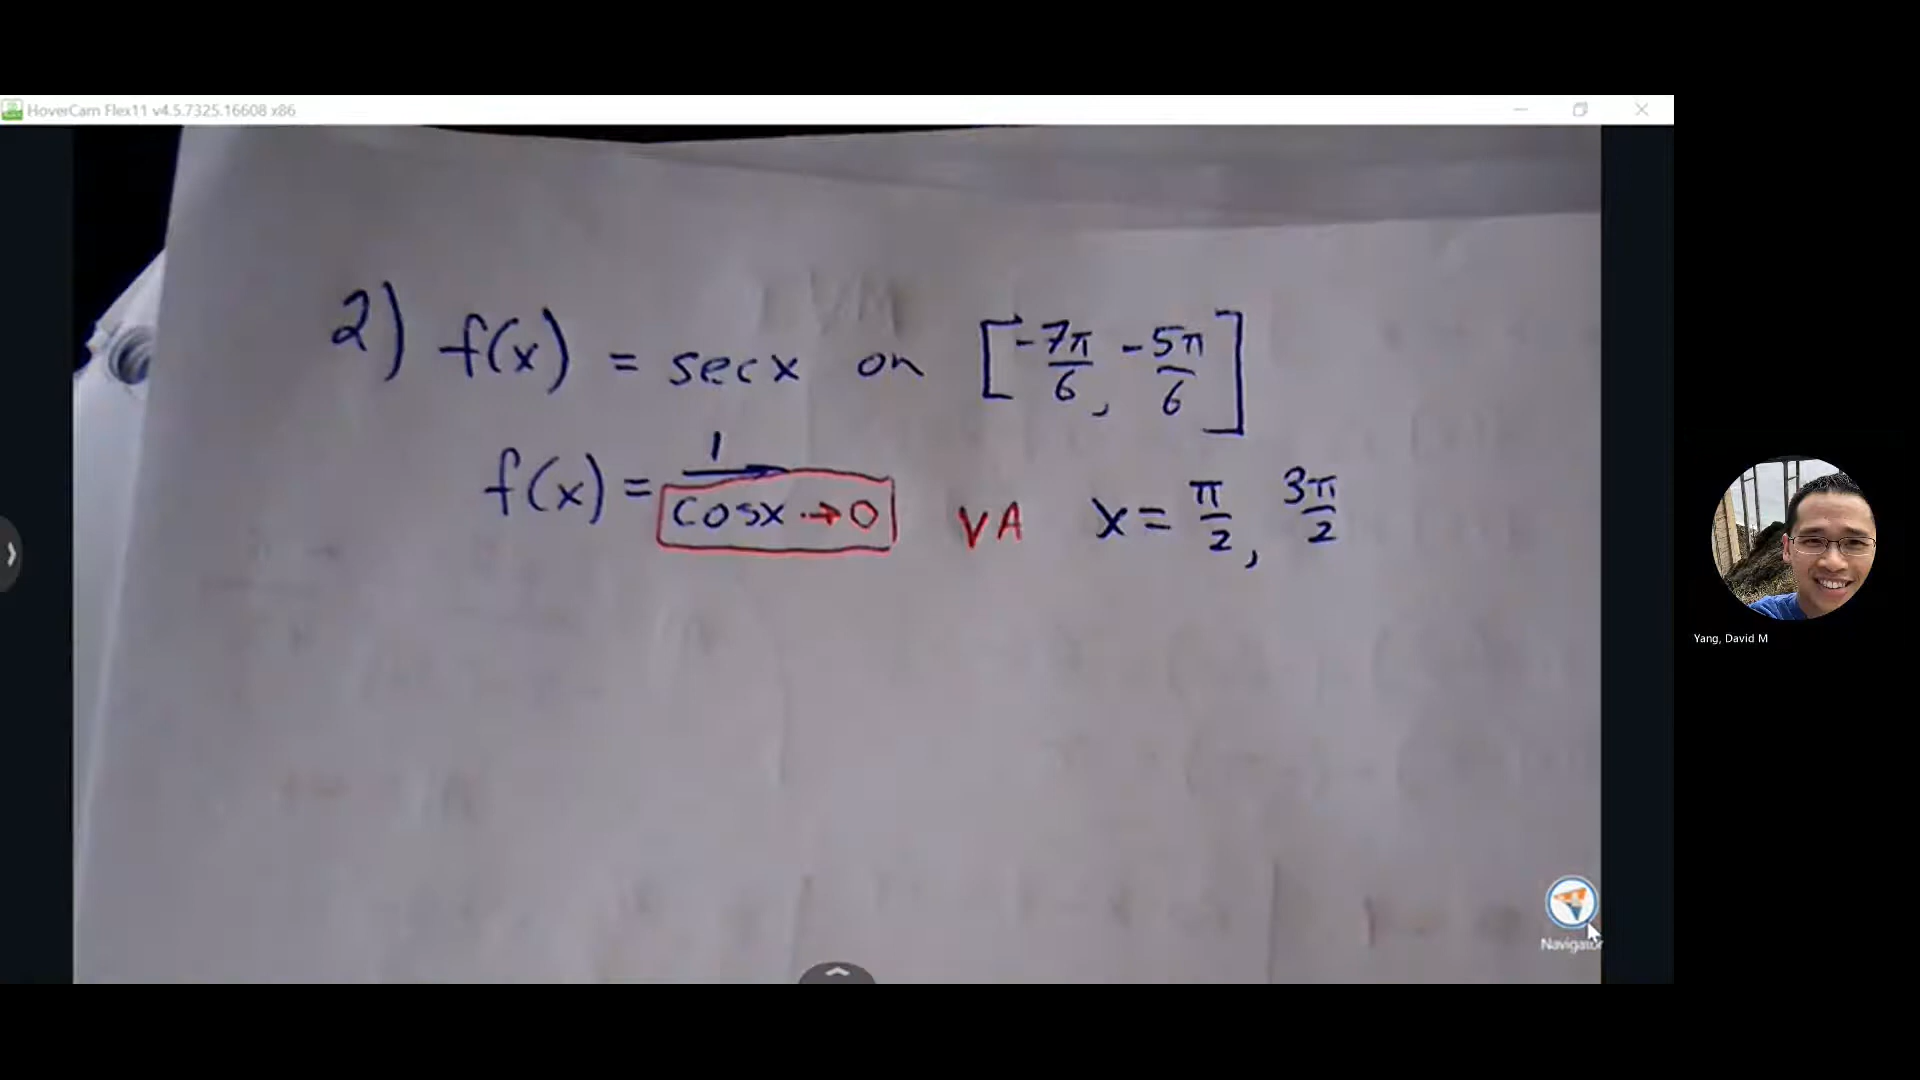 HoverCam Flex11 v4.5.7325.16608 x86
2) f(x) = sec x on [-7π/6, -5π/6]
f(x) = 1/cosx → 0 VA x = π/2, 3π/2
Yang, David M
Navigator